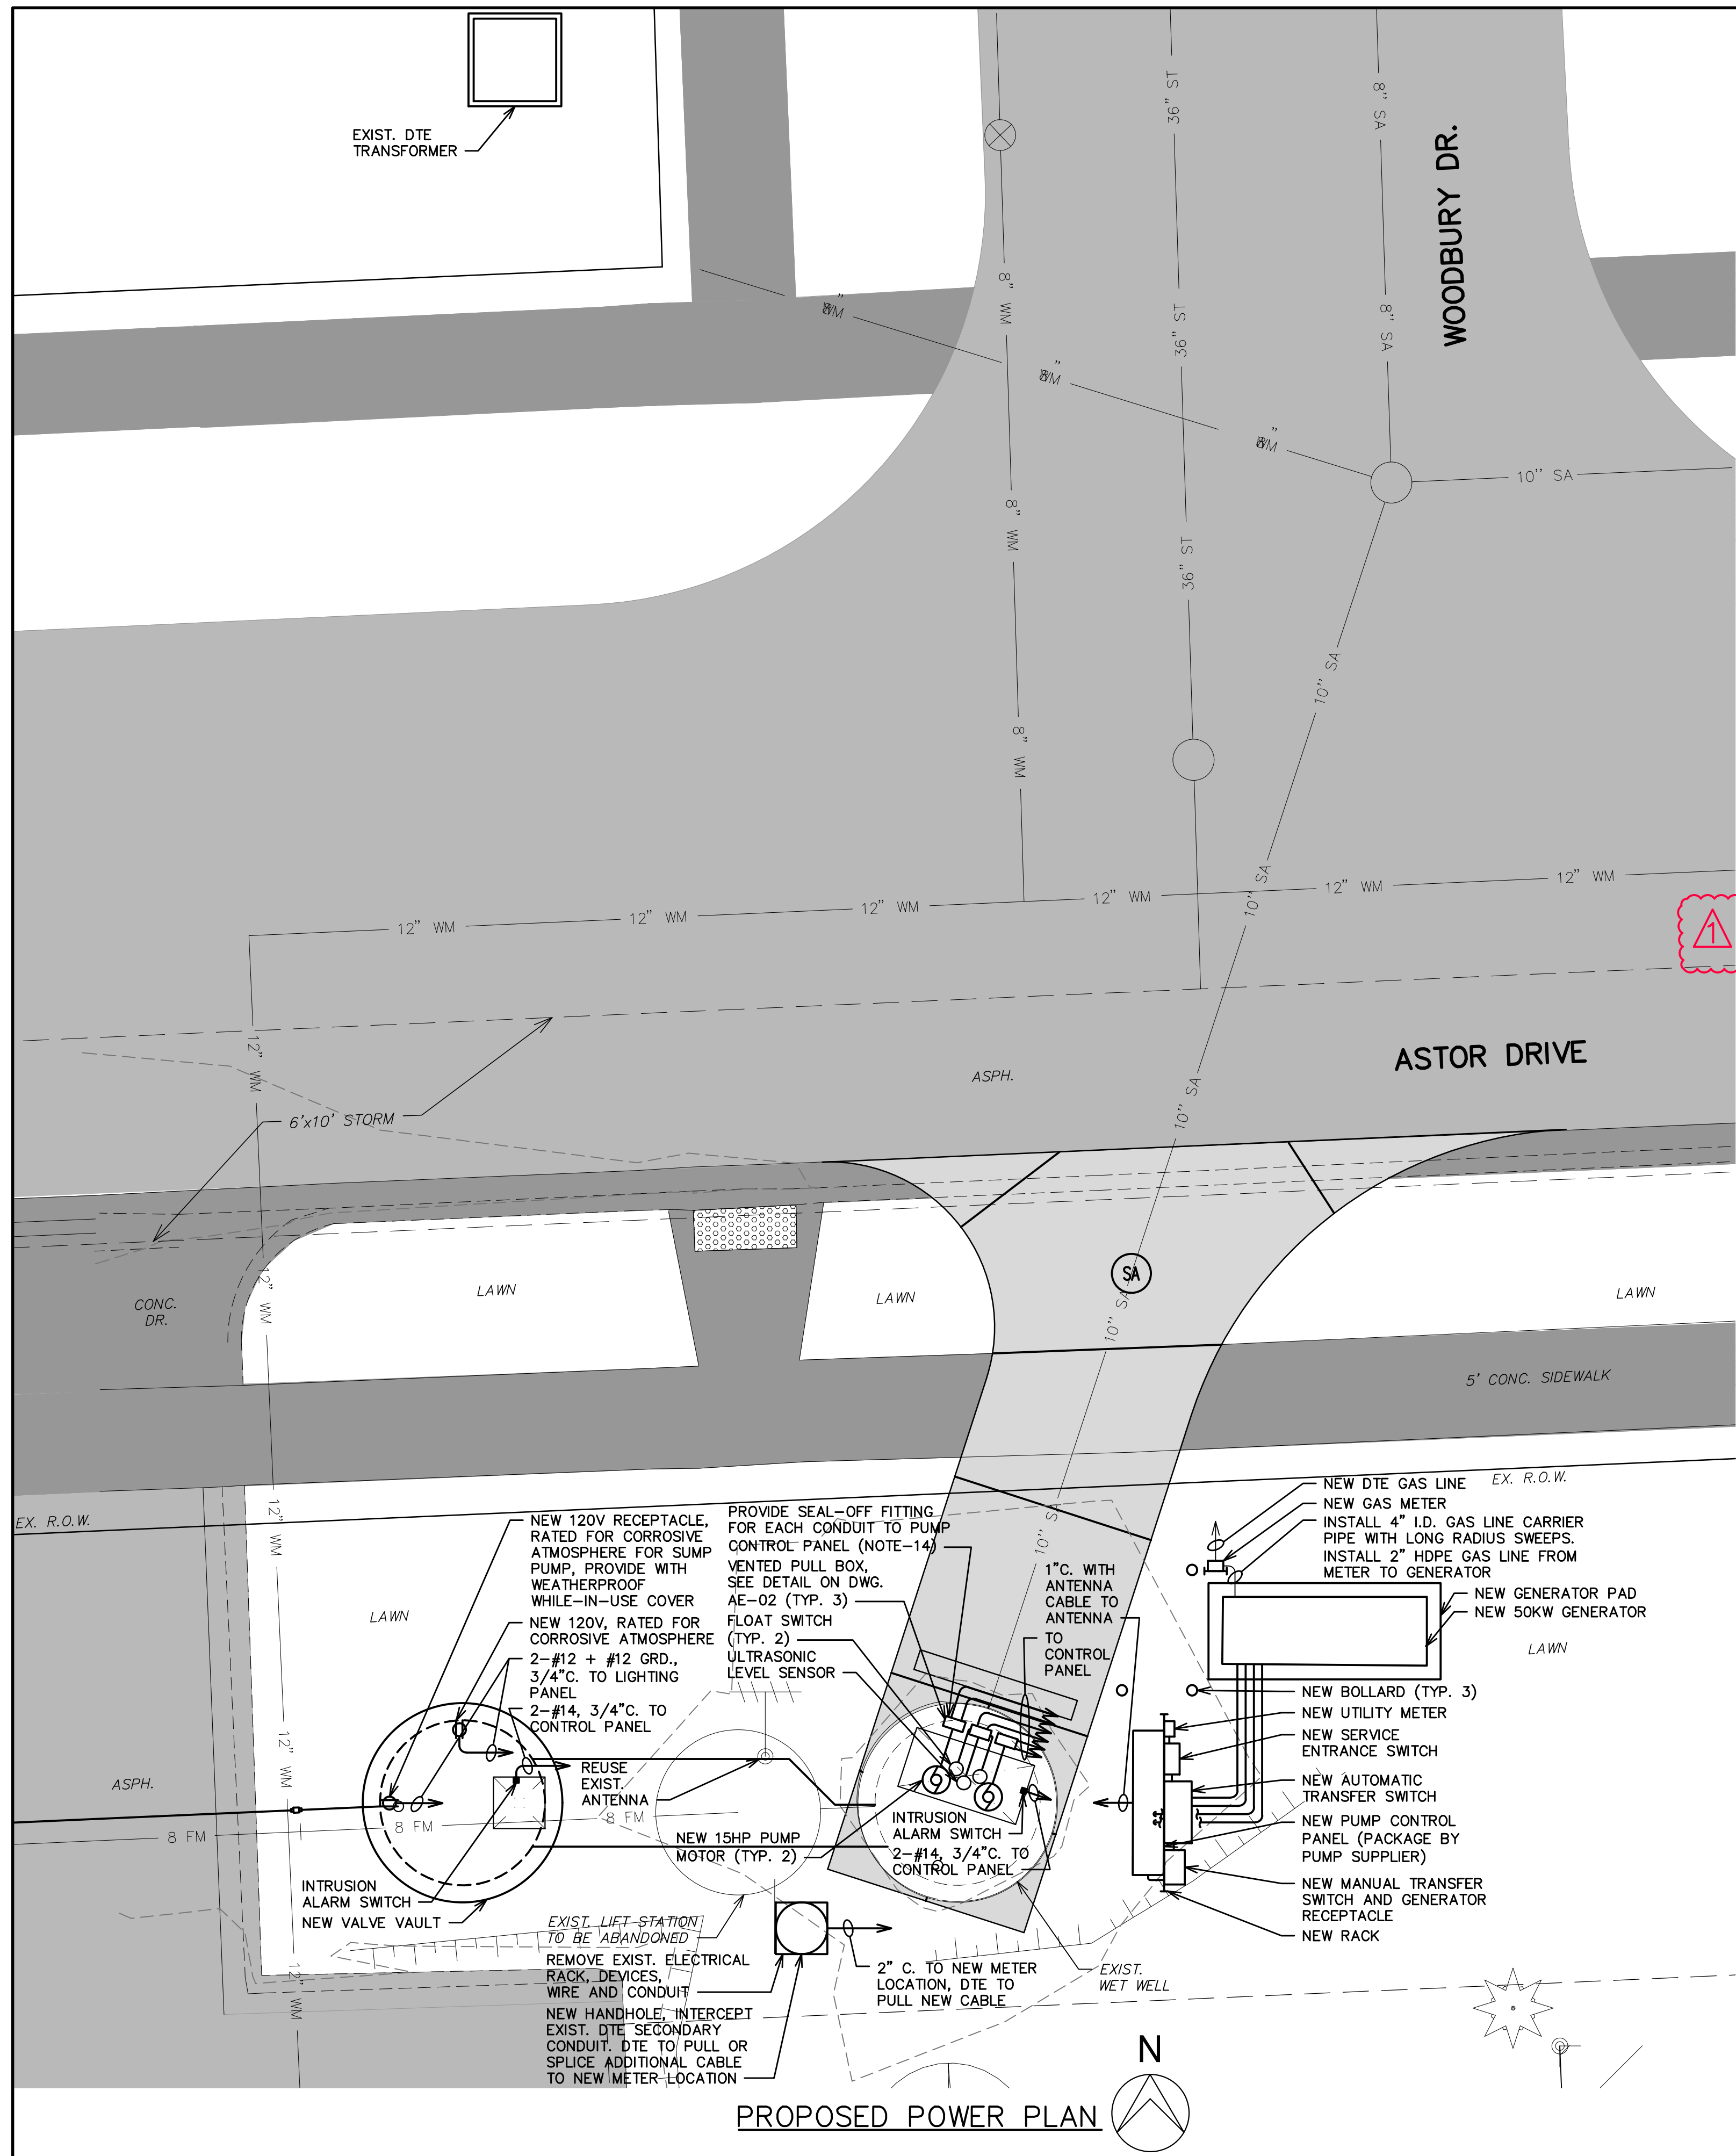 EXIST. DTE
TRANSFORMER
36" ST
8" SA
WOODBURY DR.
8" WM
36" ST
8" SA
8" WM
8" WM
8" WM
10'' SA
8" WM
36" ST
10'' SA
8" WM
12" WM
12" WM
12" WM
12" WM
12" WM
12" WM
10'' SA
1
12" WM
ASTOR DRIVE
ASPH.
10'' SA
6'x10' STORM
SA
12" WM
LAWN
LAWN
LAWN
CONC.
DR.
10'' SA
5' CONC. SIDEWALK
EX. R.O.W.
EX. R.O.W.
12" WM
10'' S
NEW 120V RECEPTACLE,
RATED FOR CORROSIVE
ATMOSPHERE FOR SUMP
PUMP, PROVIDE WITH
WEATHERPROOF
WHILE-IN-USE COVER
NEW 120V, RATED FOR
CORROSIVE ATMOSPHERE
2-#12 + #12 GRD.,
3/4"C. TO LIGHTING
PANEL
2-#14, 3/4"C. TO
CONTROL PANEL
PROVIDE SEAL-OFF FITTING
FOR EACH CONDUIT TO PUMP
CONTROL PANEL (NOTE-14)
VENTED PULL BOX,
SEE DETAIL ON DWG.
AE-02 (TYP. 3)
FLOAT SWITCH
(TYP. 2)
ULTRASONIC
LEVEL SENSOR
1"C. WITH
ANTENNA
CABLE TO
ANTENNA
TO
CONTROL
PANEL
NEW DTE GAS LINE
NEW GAS METER
INSTALL 4" I.D. GAS LINE CARRIER
PIPE WITH LONG RADIUS SWEEPS.
INSTALL 2" HDPE GAS LINE FROM
METER TO GENERATOR
NEW GENERATOR PAD
NEW 50KW GENERATOR
LAWN
LAWN
NEW BOLLARD (TYP. 3)
NEW UTILITY METER
NEW SERVICE
ENTRANCE SWITCH
NEW AUTOMATIC
TRANSFER SWITCH
NEW PUMP CONTROL
PANEL (PACKAGE BY
PUMP SUPPLIER)
NEW MANUAL TRANSFER
SWITCH AND GENERATOR
RECEPTACLE
NEW RACK
12" WM
ASPH.
REUSE
EXIST.
ANTENNA
8 FM
8 FM
8 FM
NEW 15HP PUMP
MOTOR (TYP. 2)
INTRUSION
ALARM SWITCH
2-#14, 3/4"C. TO
CONTROL PANEL
INTRUSION
ALARM SWITCH
NEW VALVE VAULT
EXIST. LIFT STATION
TO BE ABANDONED
REMOVE EXIST. ELECTRICAL
RACK, DEVICES,
WIRE AND CONDUIT
2" C. TO NEW METER
LOCATION, DTE TO
PULL NEW CABLE
EXIST.
WET WELL
12" WM
NEW HANDHOLE, INTERCEPT
EXIST. DTE SECONDARY
CONDUIT. DTE TO PULL OR
SPLICE ADDITIONAL CABLE
TO NEW METER LOCATION
N
PROPOSED POWER PLAN